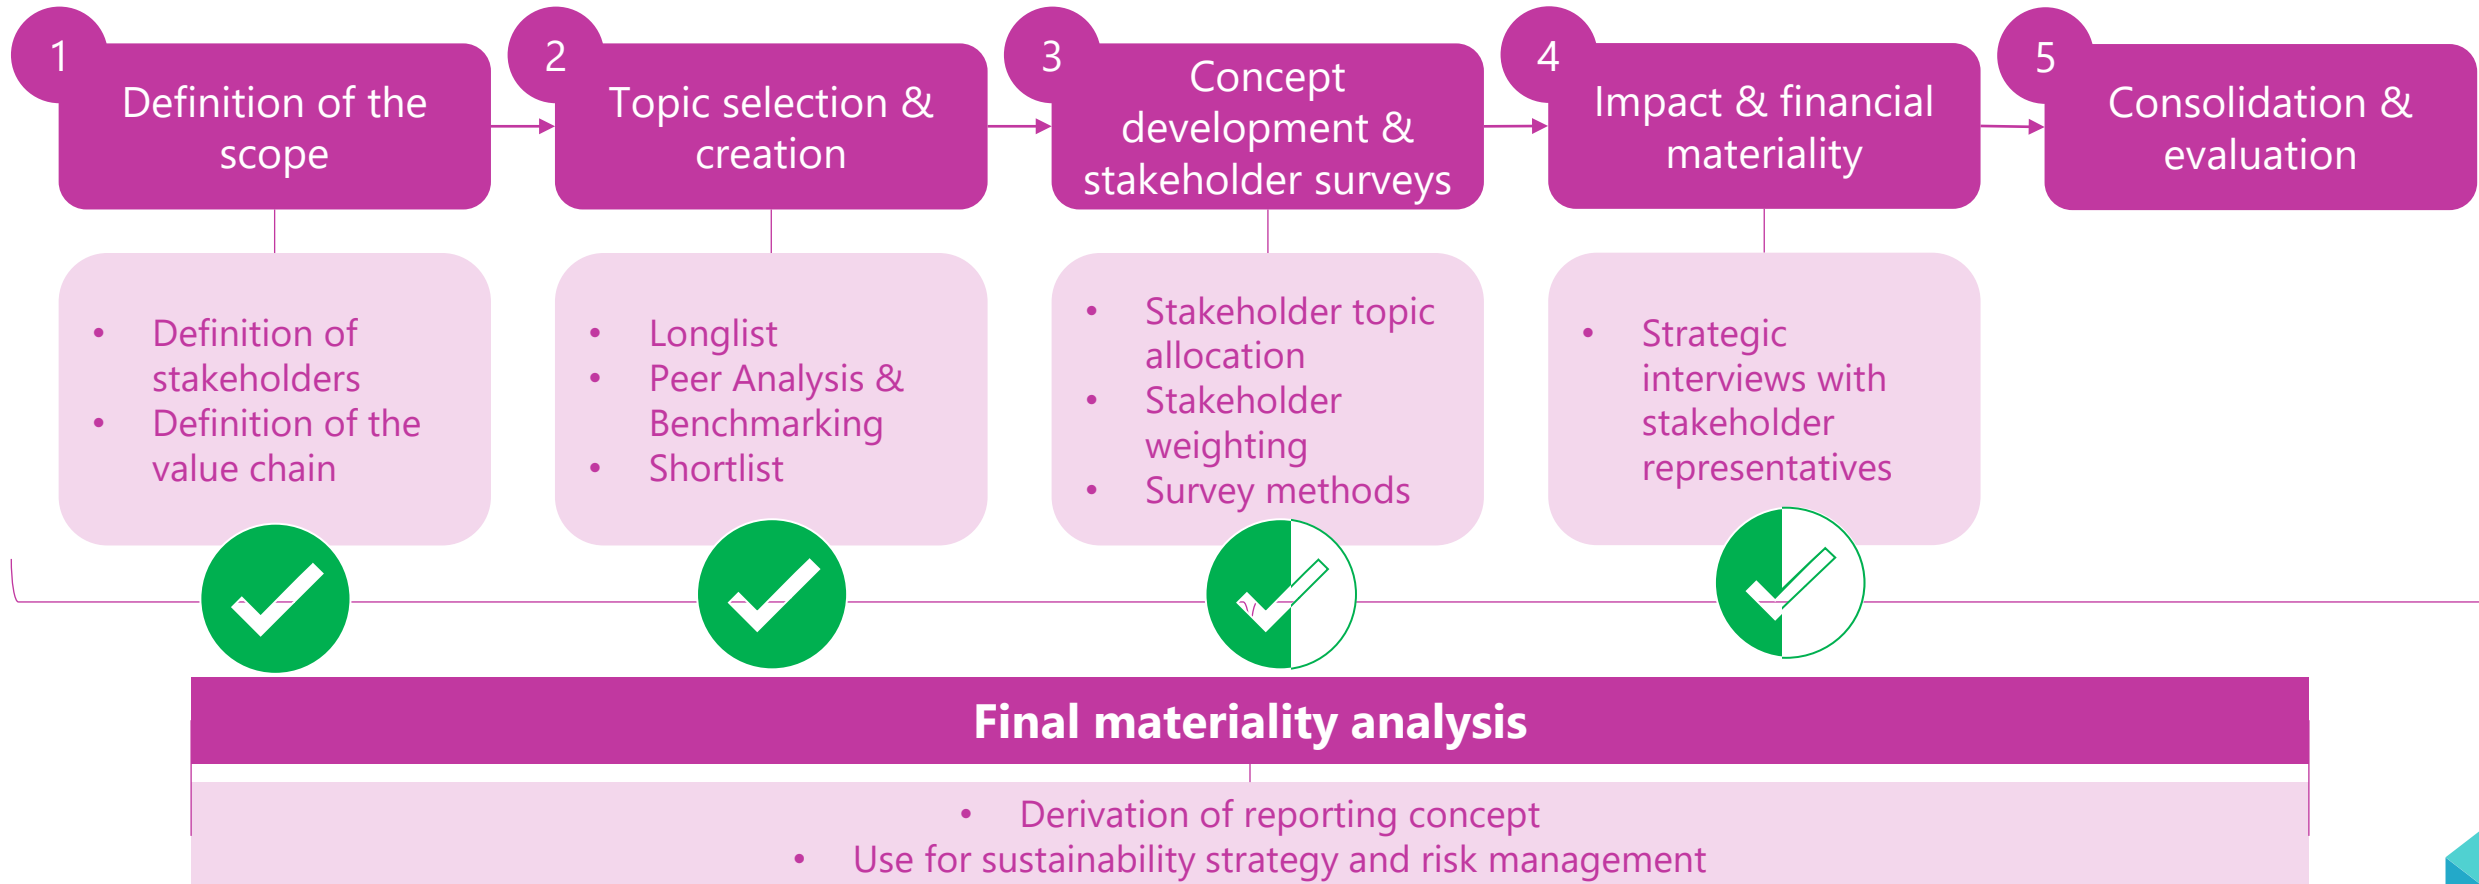 1
Definition of the
scope
2
Topic selection &
creation
3
Concept
development &
stakeholder surveys
4
Impact & financial
materiality
5
Consolidation &
evaluation
• Definition of
stakeholders
• Definition of the
value chain
• Longlist
• Peer Analysis &
Benchmarking
• Shortlist
• Stakeholder topic
allocation
• Stakeholder
weighting
• Survey methods
• Strategic
interviews with
stakeholder
representatives
Final materiality analysis
• Derivation of reporting concept
• Use for sustainability strategy and risk management